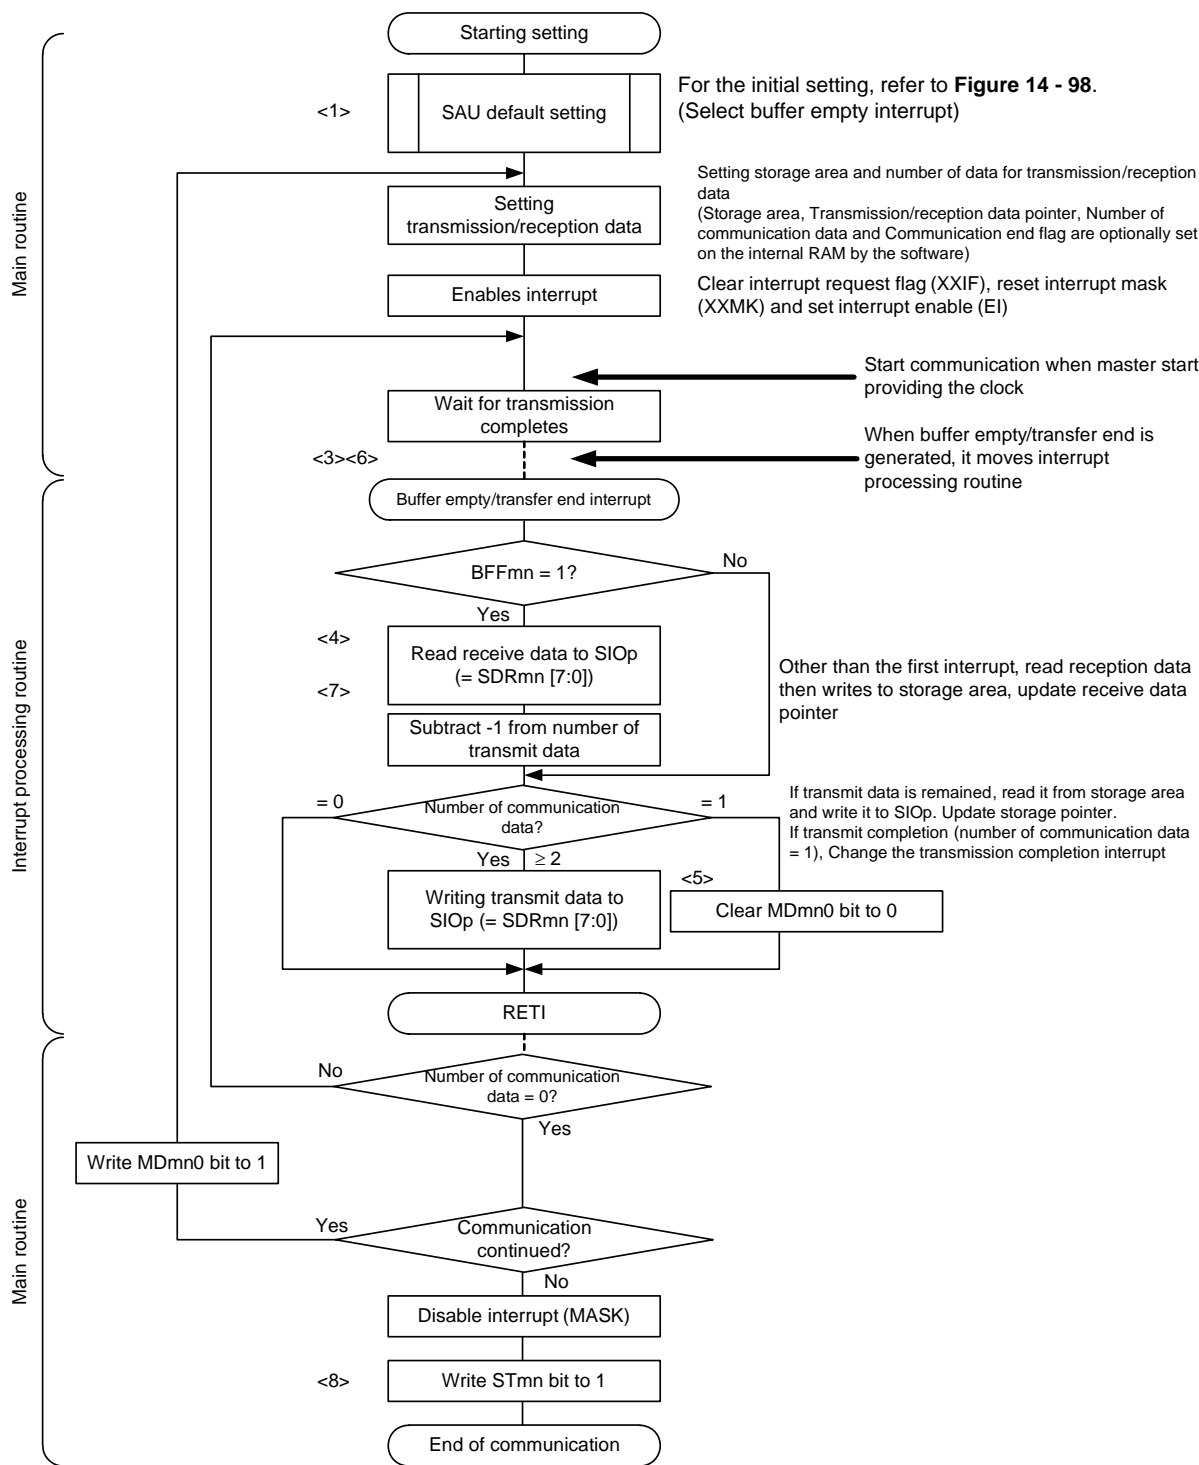 Starting setting
<1>
SAU default setting
For the initial setting, refer to Figure 14 - 98.
(Select buffer empty interrupt)
Main routine
Setting
transmission/reception data
Setting storage area and number of data for transmission/reception
data
(Storage area, Transmission/reception data pointer, Number of
communication data and Communication end flag are optionally set
on the internal RAM by the software)
Enables interrupt
Clear interrupt request flag (XXIF), reset interrupt mask
(XXMK) and set interrupt enable (EI)
Start communication when master start
providing the clock
Wait for transmission
completes
<3><6>
When buffer empty/transfer end is
generated, it moves interrupt
processing routine
Buffer empty/transfer end interrupt
Interrupt processing routine
BFFmn = 1?
No
Yes
<4>
Read receive data to SIOp
(= SDRmn [7:0])
<7>
Other than the first interrupt, read reception data
then writes to storage area, update receive data
pointer
Subtract -1 from number of
transmit data
= 0
Number of communication
data?
= 1
If transmit data is remained, read it from storage area
and write it to SIOp. Update storage pointer.
If transmit completion (number of communication data
= 1), Change the transmission completion interrupt
Yes ≥ 2
Writing transmit data to
SIOp (= SDRmn [7:0])
<5>
Clear MDmn0 bit to 0
RETI
Main routine
No
Number of communication
data = 0?
Yes
Write MDmn0 bit to 1
Yes
Communication
continued?
No
Disable interrupt (MASK)
<8>
Write STmn bit to 1
End of communication